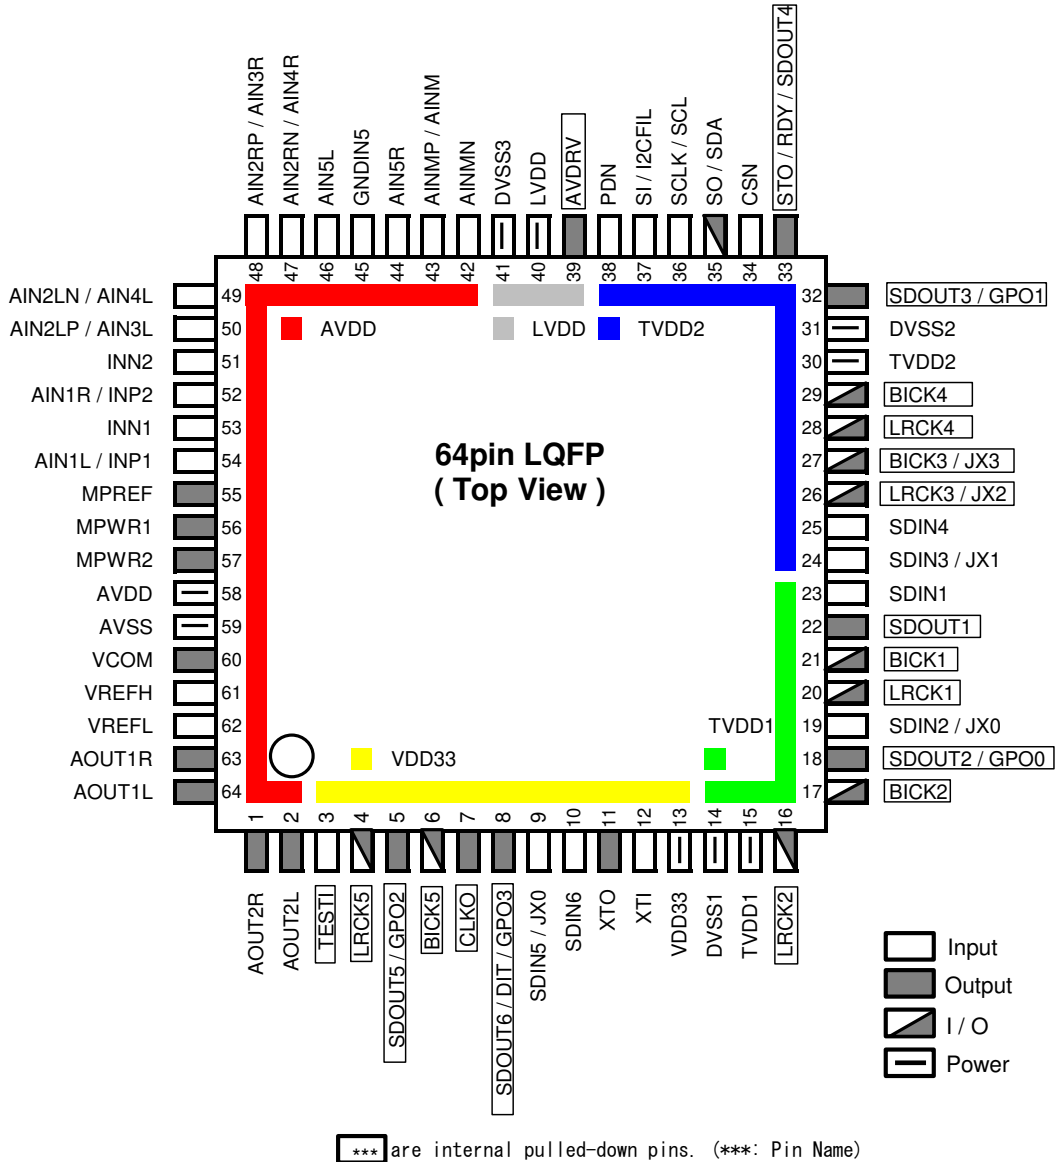 AIN2RP / AIN3R
AIN2RN / AIN4R
AIN5L
GNDIN5
AIN5R
AINMP / AINM
AINMN
DVSS3
LVDD
AVDRV
PDN
SI / I2CFIL
SCLK / SCL
SO / SDA
CSN
STO / RDY / SDOUT4
48 47 46 45 44 43 42 41 40 39 38 37 36 35 34 33
AIN2LN / AIN4L 49
AIN2LP / AIN3L 50
INN2 51
AIN1R / INP2 52
INN1 53
AIN1L / INP1 54
MPREF 55
MPWR1 56
MPWR2 57
AVDD 58
AVSS 59
VCOM 60
VREFH 61
VREFL 62
AOUT1R 63
AOUT1L 64
AVDD
LVDD
TVDD2
64pin LQFP
( Top View )
VDD33
TVDD1
32 SDOUT3 / GPO1
31 DVSS2
30 TVDD2
29 BICK4
28 LRCK4
27 BICK3 / JX3
26 LRCK3 / JX2
25 SDIN4
24 SDIN3 / JX1
23 SDIN1
22 SDOUT1
21 BICK1
20 LRCK1
19 SDIN2 / JX0
18 SDOUT2 / GPO0
17 BICK2
1 2 3 4 5 6 7 8 9 10 11 12 13 14 15 16
AOUT2R
AOUT2L
TESTI
LRCK5
SDOUT5 / GPO2
BICK5
CLKO
SDOUT6 / DIT / GPO3
SDIN5 / JX0
SDIN6
XTO
XTI
VDD33
DVSS1
TVDD1
LRCK2
Input
Output
I / O
Power
*** are internal pulled-down pins. (***: Pin Name)